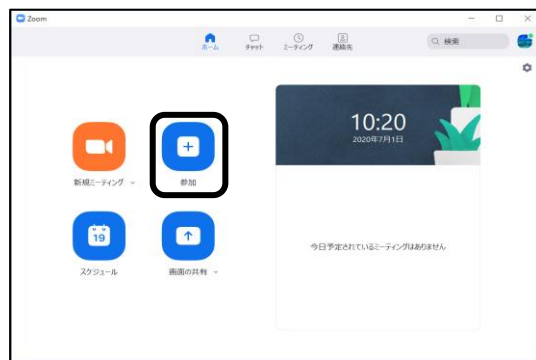 Zoom
ホーム
チャット
ミーティング
連絡先
検索
10:20
2020年7月1日
新規ミーティング
参加
今日予定されているミーティングはありません
19
スケジュール
画面の共有